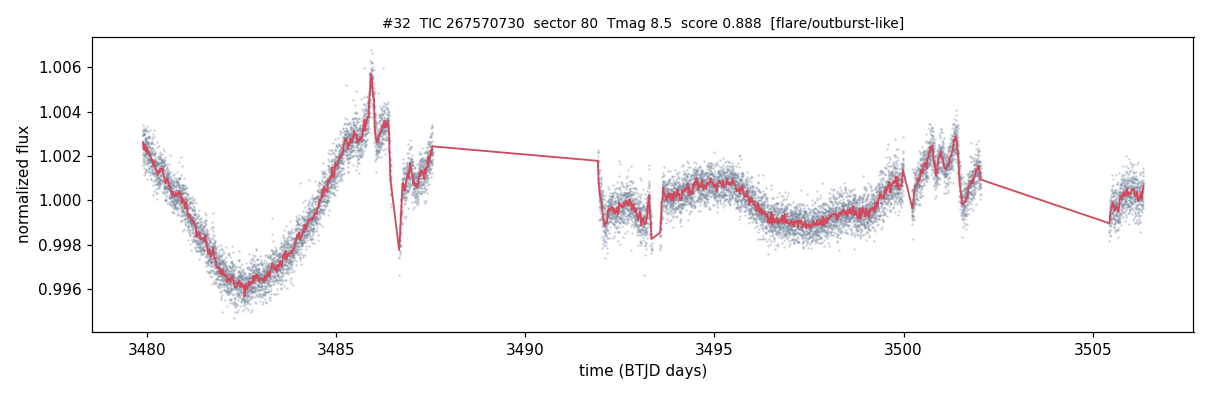 #32  TIC 267570730  sector 80  Tmag 8.5  score 0.888  [flare/outburst-like]
normalized flux
1.006
1.004
1.002
1.000
0.998
0.996
3480 3485 3490 3495 3500 3505
time (BTJD days)